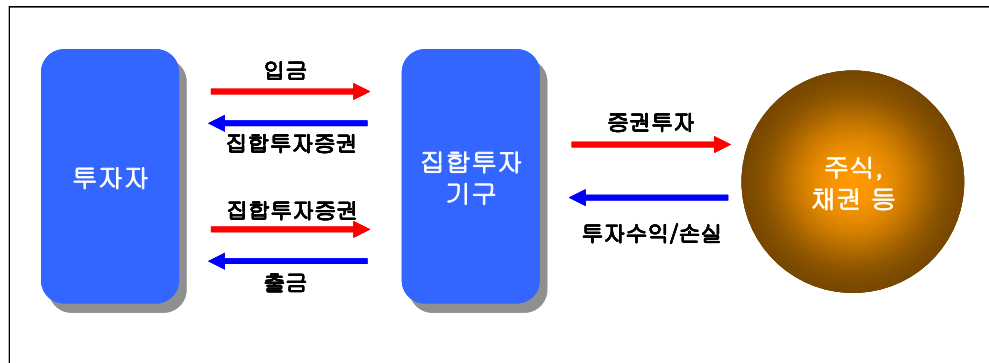 투자자
입금
집합투자증권
집합투자증권
출금
집합투자
기구
증권투자
투자수익/손실
주식,
채권 등